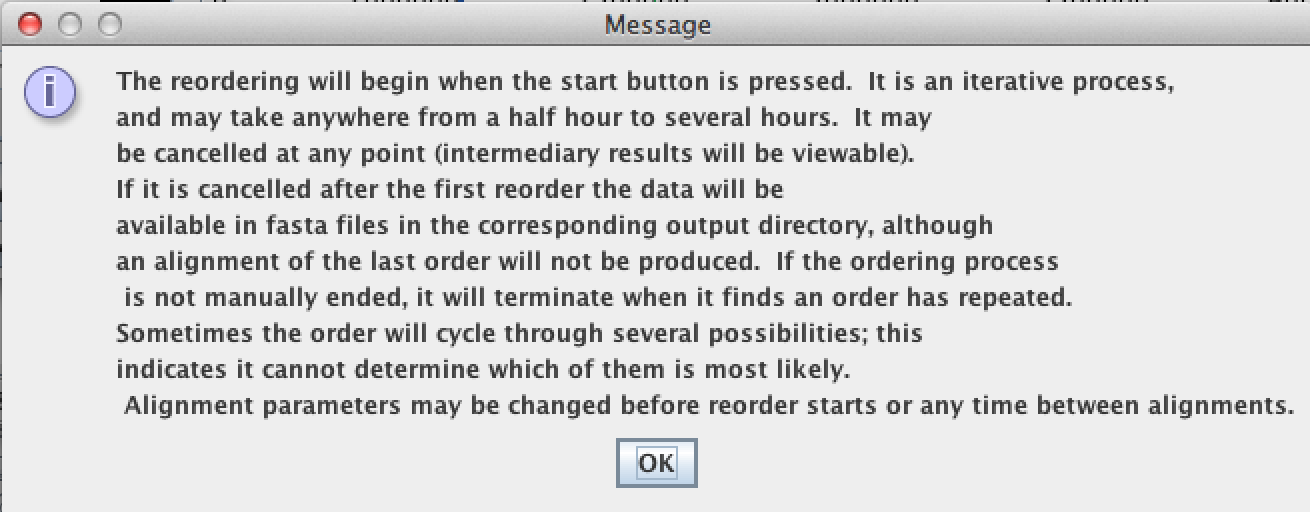 Message
The reordering will begin when the start button is pressed.  It is an iterative process,
and may take anywhere from a half hour to several hours.  It may
be cancelled at any point (intermediary results will be viewable).
If it is cancelled after the first reorder the data will be
available in fasta files in the corresponding output directory, although
an alignment of the last order will not be produced.  If the ordering process
is not manually ended, it will terminate when it finds an order has repeated.
Sometimes the order will cycle through several possibilities; this
indicates it cannot determine which of them is most likely.
Alignment parameters may be changed before reorder starts or any time between alignments.
OK